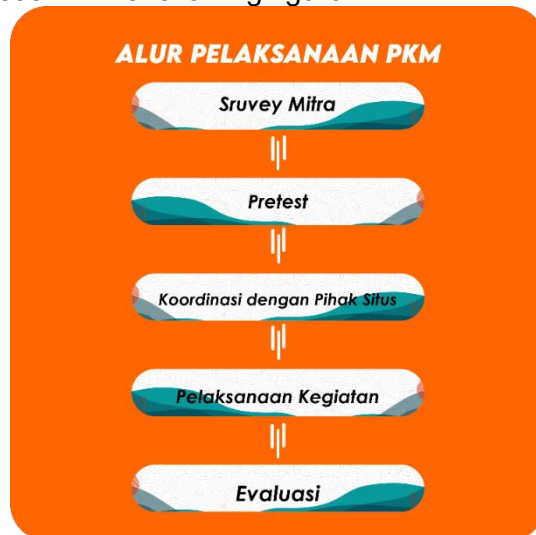 ALUR PELAKSANAAN PKM
Sruvey Mitra
Pretest
Koordinasi dengan Pihak Situs
Pelaksanaan Kegiatan
Evaluasi